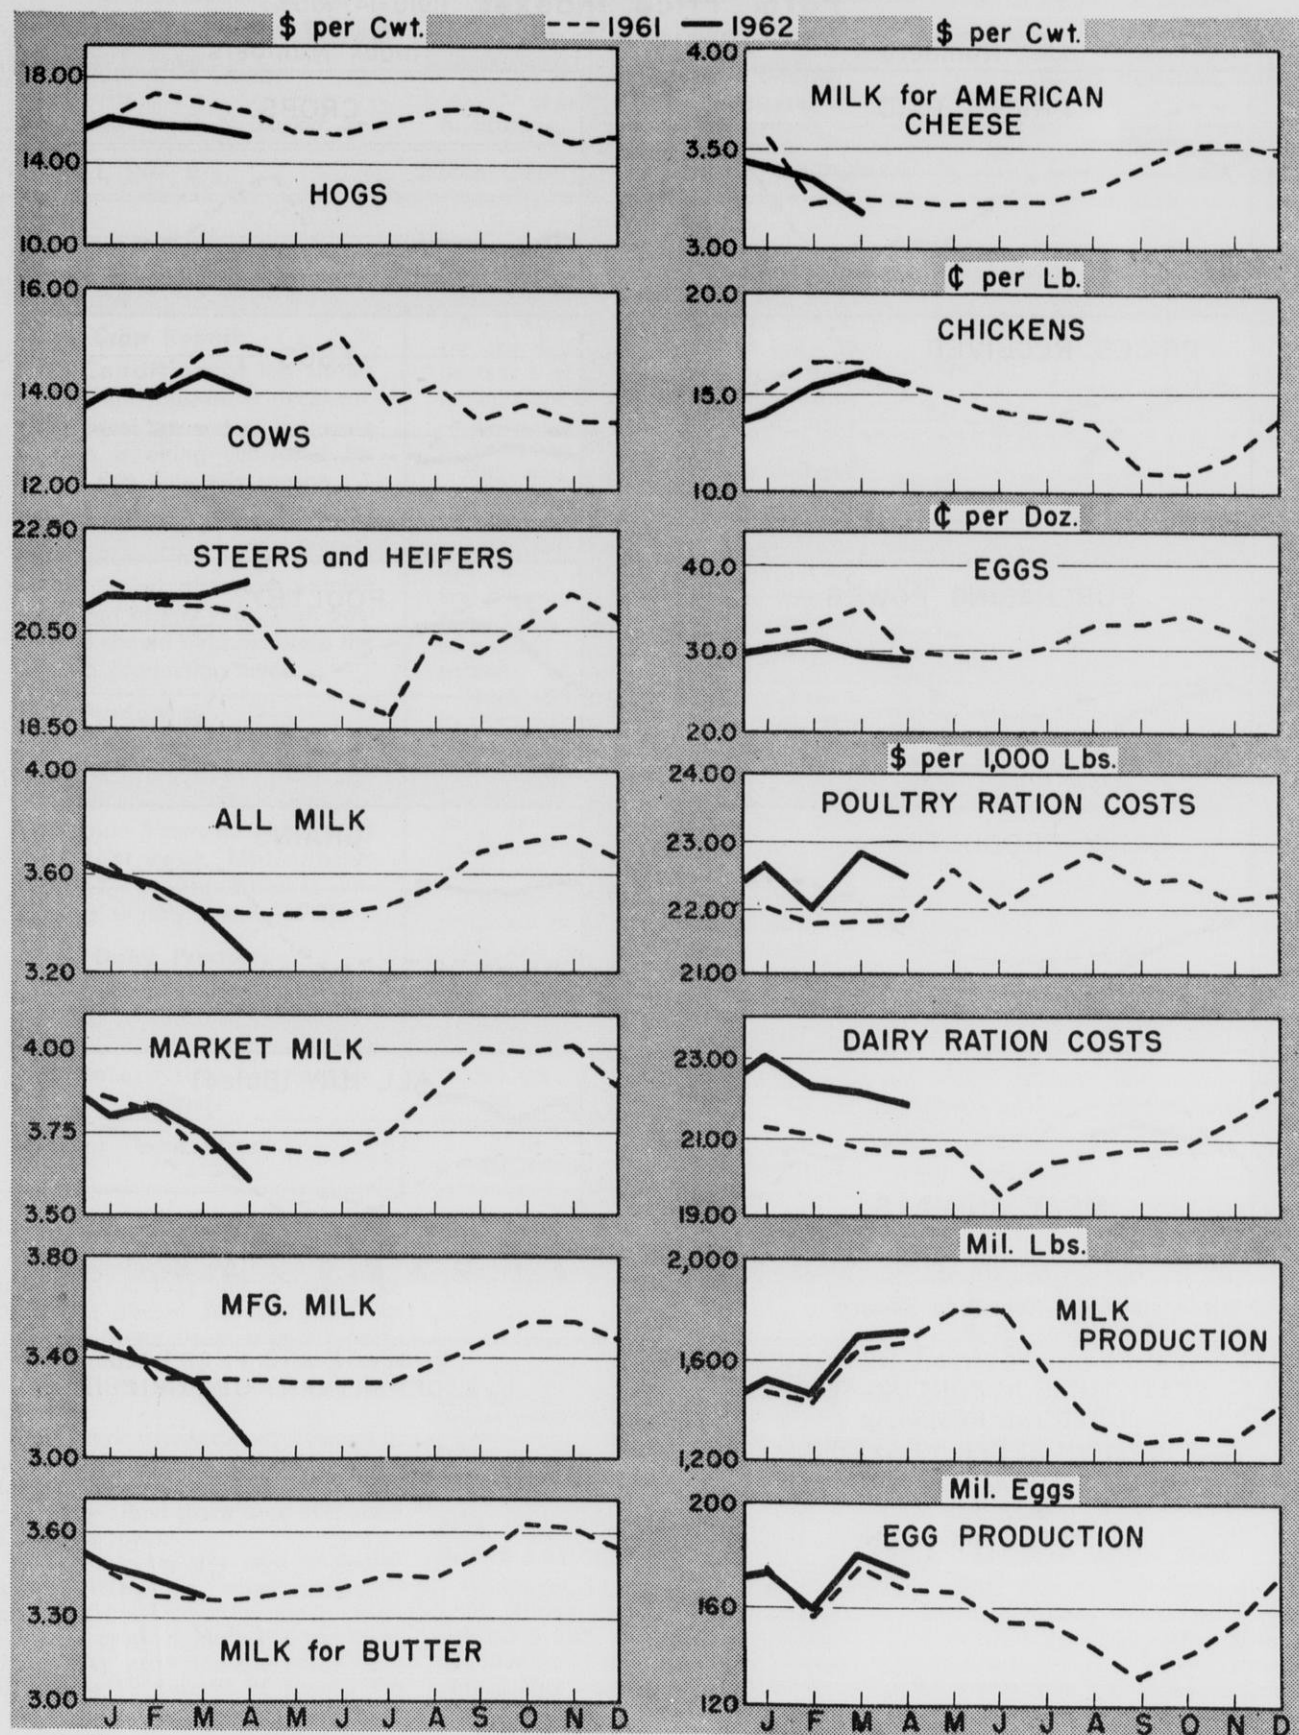 $ per Cwt.
1961
1962
$ per Cwt.
18.00
14.00
10.00
HOGS
4.00
3.50
3.00
MILK for AMERICAN
CHEESE
16.00
14.00
12.00
COWS
¢ per Lb.
20.0
15.0
10.0
CHICKENS
22.50
20.50
18.50
STEERS and HEIFERS
¢ per Doz.
40.0
30.0
20.0
EGGS
4.00
3.60
3.20
ALL MILK
$ per 1,000 Lbs.
24.00
23.00
22.00
21.00
POULTRY RATION COSTS
4.00
3.75
3.50
MARKET MILK
23.00
21.00
19.00
DAIRY RATION COSTS
3.80
3.40
3.00
MFG. MILK
Mil. Lbs.
2,000
1,600
1,200
MILK
PRODUCTION
3.60
3.30
3.00
MILK for BUTTER
J F M A M J J A S O N D
Mil. Eggs
200
160
120
EGG PRODUCTION
J F M A M J J A S O N D